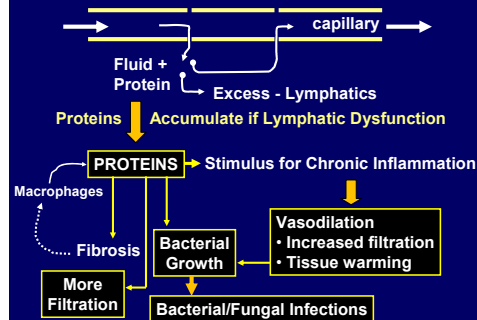 capillary
Fluid +
Protein
Excess - Lymphatics
Proteins
Accumulate if Lymphatic Dysfunction
PROTEINS
Stimulus for Chronic Inflammation
Macrophages
Vasodilation
• Increased filtration
• Tissue warming
Fibrosis
Bacterial
Growth
More
Filtration
Bacterial/Fungal Infections